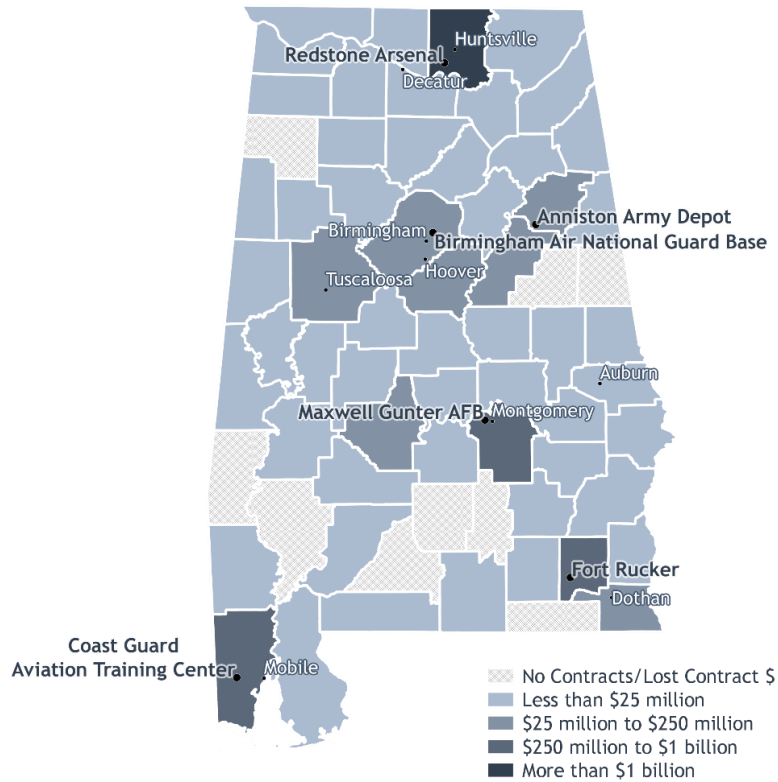 Huntsville
Redstone Arsenal
Decatur
Anniston Army Depot
Birmingham
Birmingham Air National Guard Base
Hoover
Tuscaloosa
Auburn
Maxwell Gunter AFB
Montgomery
Fort Rucker
Dothan
Coast Guard
Aviation Training Center
Mobile
No Contracts/Lost Contract $
Less than $25 million
$25 million to $250 million
$250 million to $1 billion
More than $1 billion